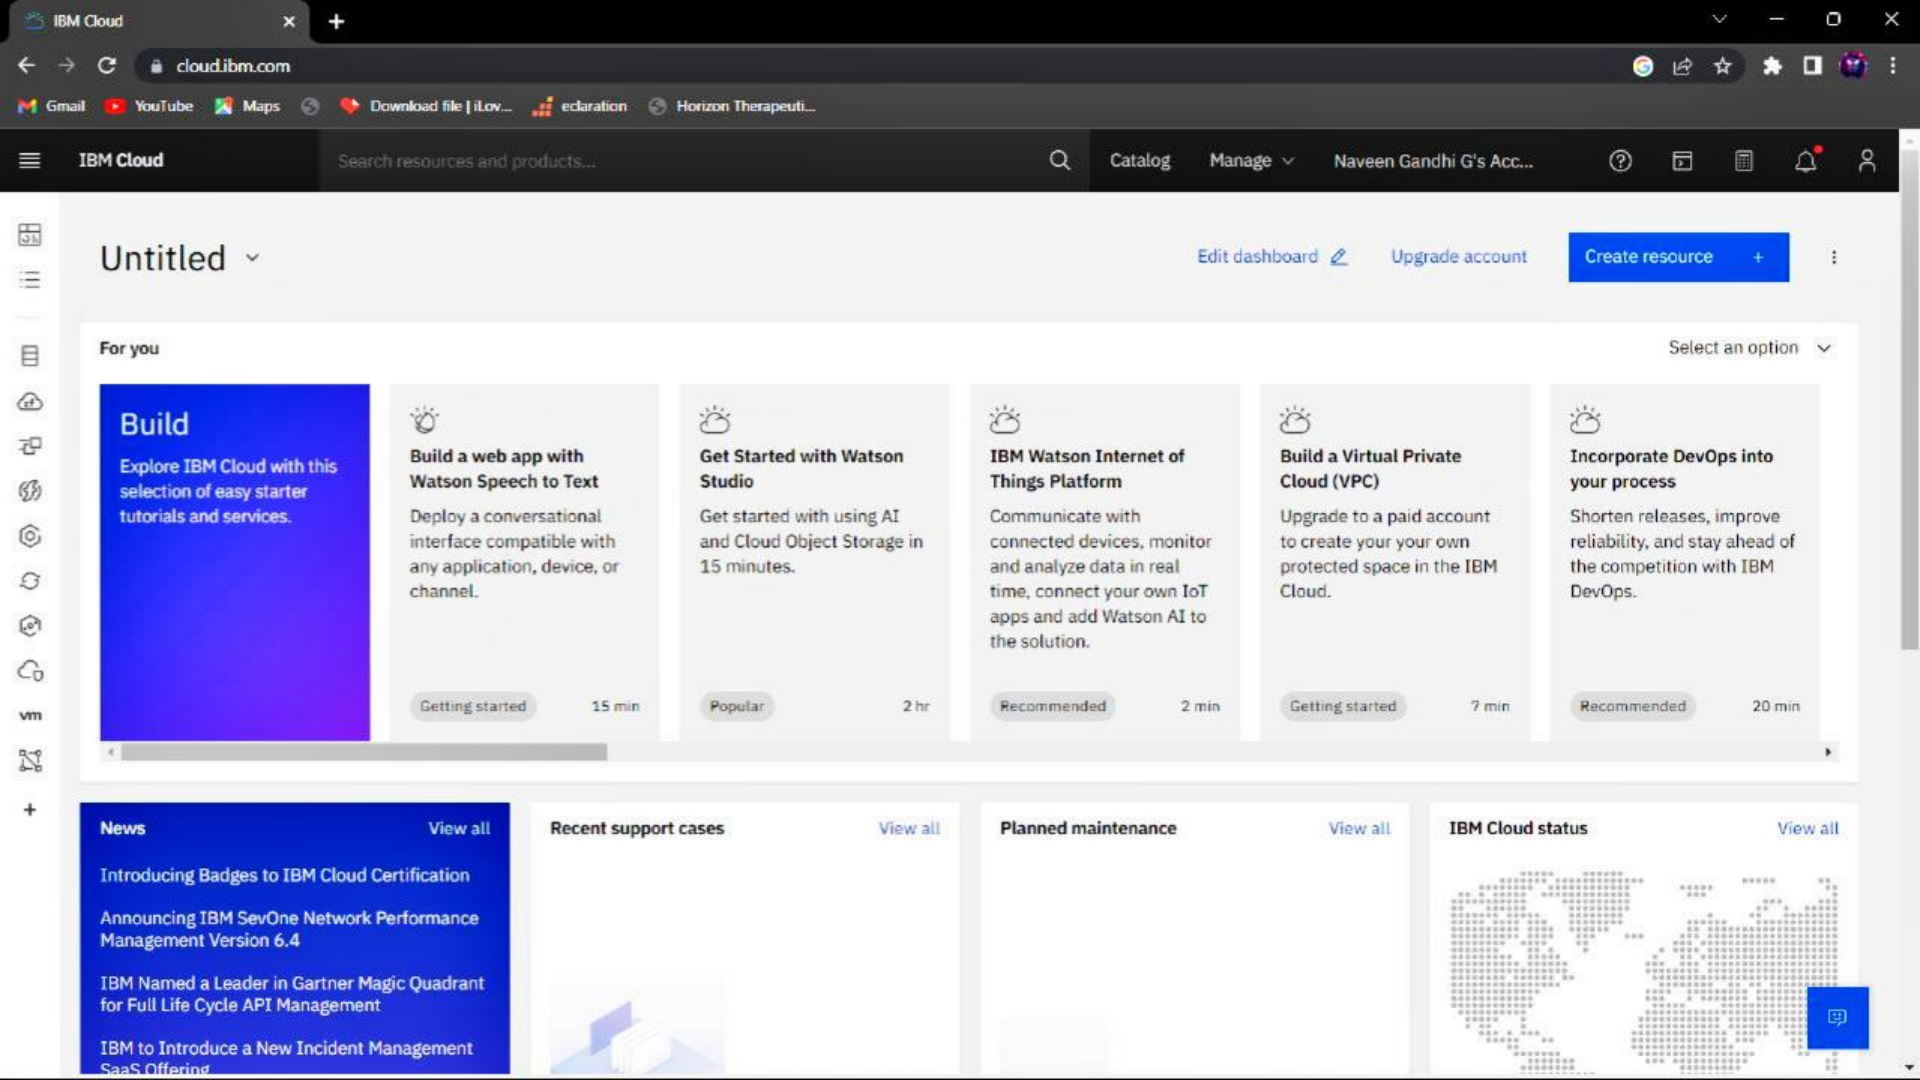 IBM Cloud
cloud.ibm.com
Gmail YouTube Maps Download file | iLov... eclaration Horizon Therapeuti...
IBM Cloud Search resources and products... Catalog Manage Naveen Gandhi G's Acc...
Untitled Edit dashboard Upgrade account Create resource +
For you Select an option
Build
Explore IBM Cloud with this
selection of easy starter
tutorials and services.
Build a web app with
Watson Speech to Text
Deploy a conversational
interface compatible with
any application, device, or
channel.
Getting started 15 min
Get Started with Watson
Studio
Get started with using AI
and Cloud Object Storage in
15 minutes.
Popular 2 hr
IBM Watson Internet of
Things Platform
Communicate with
connected devices, monitor
and analyze data in real
time, connect your own IoT
apps and add Watson AI to
the solution.
Recommended 2 min
Build a Virtual Private
Cloud (VPC)
Upgrade to a paid account
to create your your own
protected space in the IBM
Cloud.
Getting started 7 min
Incorporate DevOps into
your process
Shorten releases, improve
reliability, and stay ahead of
the competition with IBM
DevOps.
Recommended 20 min
vm
News View all
Introducing Badges to IBM Cloud Certification
Announcing IBM SevOne Network Performance
Management Version 6.4
IBM Named a Leader in Gartner Magic Quadrant
for Full Life Cycle API Management
IBM to Introduce a New Incident Management
SaaS Offering
Recent support cases View all
Planned maintenance View all
IBM Cloud status View all